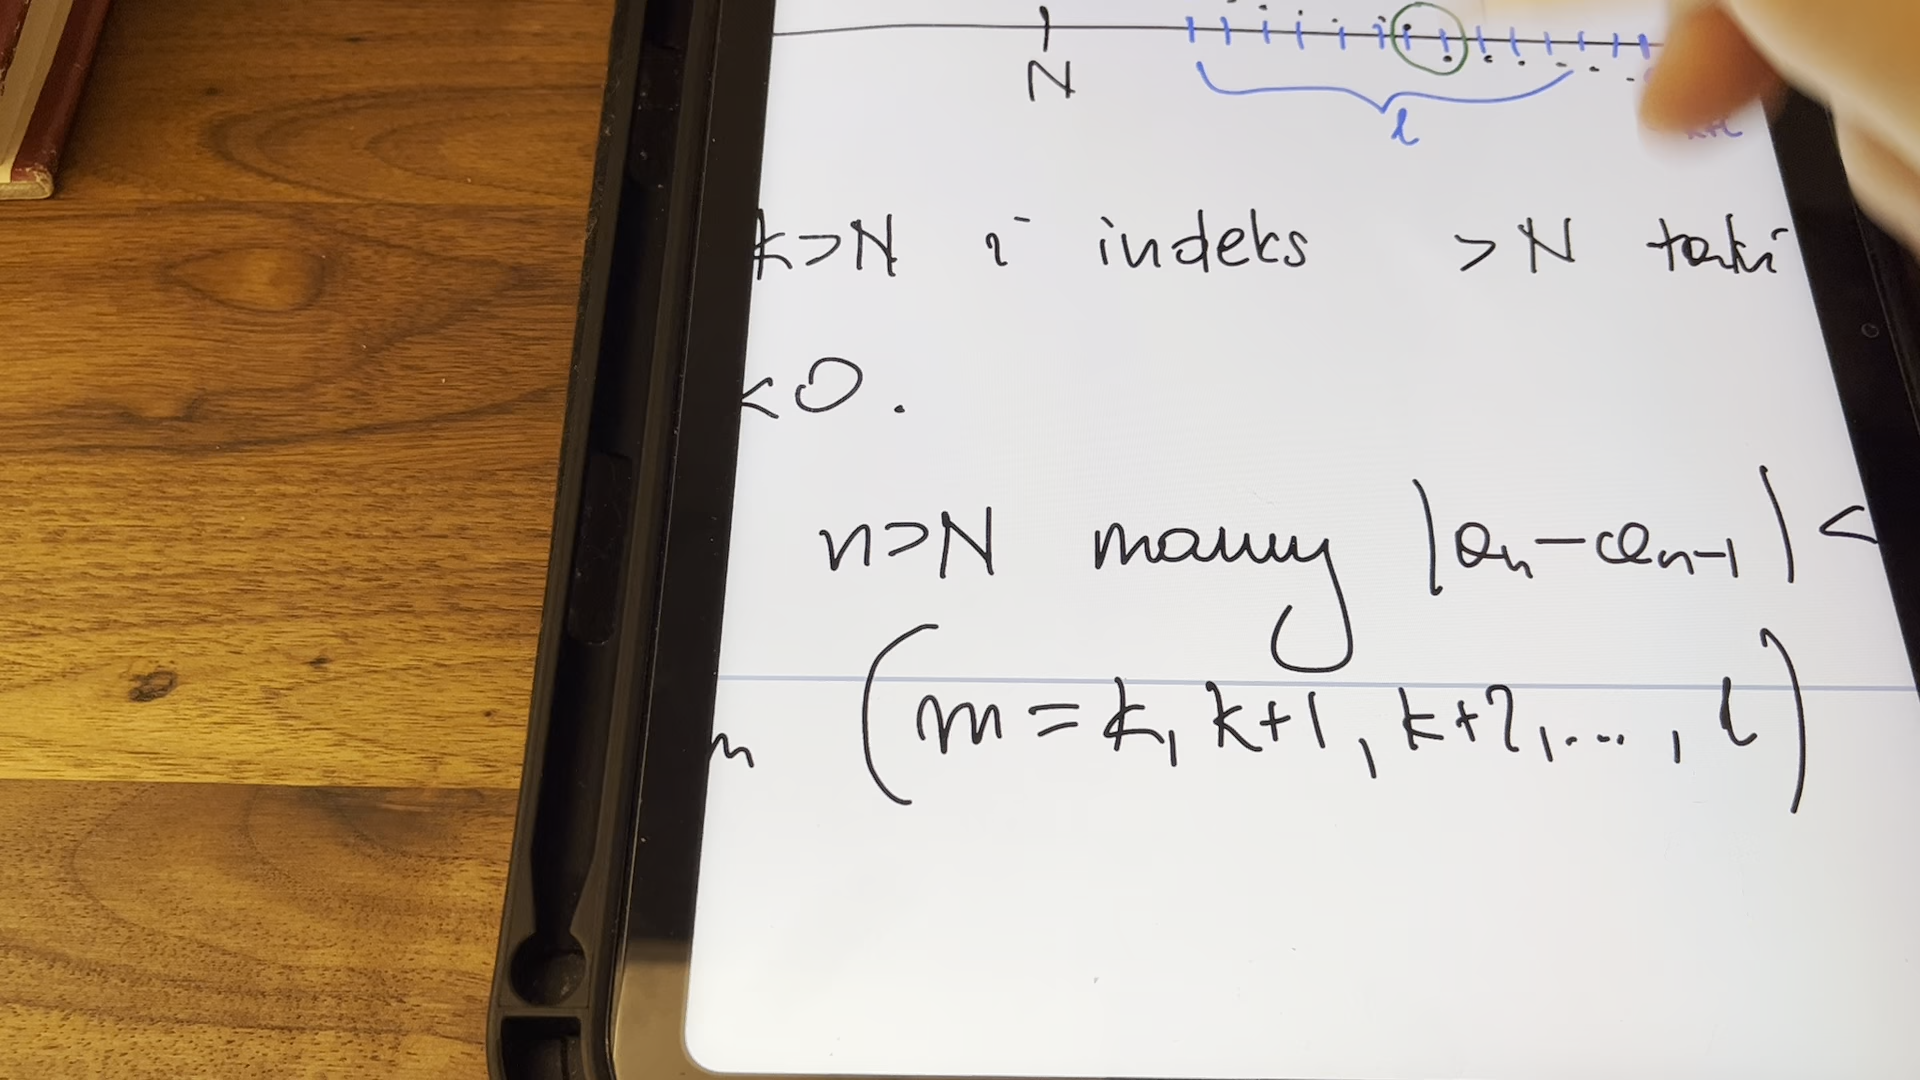 N
l
k>N i indeks >N taki
<0.
n>N mamy |an-an-1| <
m (m=k, k+1, k+2, ..., l)